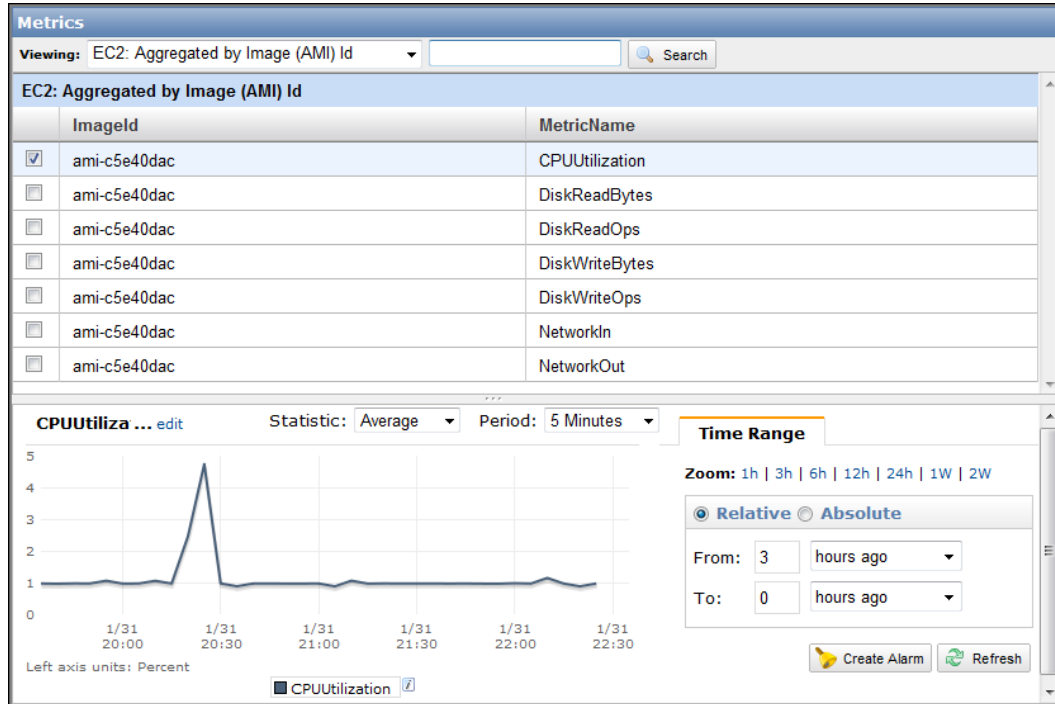 Metrics
Viewing: EC2: Aggregated by Image (AMI) Id Search
EC2: Aggregated by Image (AMI) Id
ImageId MetricName
ami-c5e40dac CPUUtilization
ami-c5e40dac DiskReadBytes
ami-c5e40dac DiskReadOps
ami-c5e40dac DiskWriteBytes
ami-c5e40dac DiskWriteOps
ami-c5e40dac NetworkIn
ami-c5e40dac NetworkOut
CPUUtiliza ... edit Statistic: Average Period: 5 Minutes
5
4
3
2
1
0
1/31 1/31 1/31 1/31 1/31 1/31
20:00 20:30 21:00 21:30 22:00 22:30
Left axis units: Percent
CPUUtilization i
Time Range
Zoom: 1h | 3h | 6h | 12h | 24h | 1W | 2W
Relative Absolute
From: 3 hours ago
To: 0 hours ago
Create Alarm Refresh